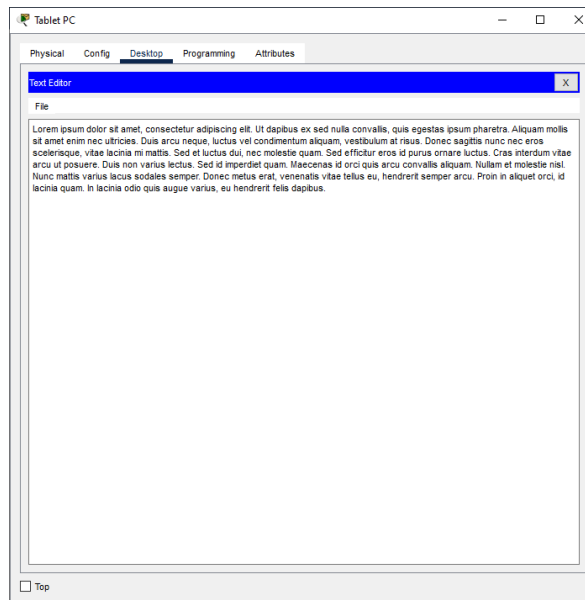 Tablet PC
Physical Config Desktop Programming Attributes
Text Editor X
File
Lorem ipsum dolor sit amet, consectetur adipiscing elit. Ut dapibus ex sed nulla convallis, quis egestas ipsum pharetra. Aliquam mollis
sit amet enim nec ultricies. Duis arcu neque, luctus vel condimentum aliquam, vestibulum at risus. Donec sagittis nunc nec eros
scelerisque, vitae lacinia mi mattis. Sed et luctus dui, nec molestie quam. Sed efficitur eros id purus ornare luctus. Cras interdum vitae
arcu ut posuere. Duis non varius lectus. Sed id imperdiet quam. Maecenas id orci quis arcu convallis aliquam. Nullam et molestie nisl.
Nunc mattis varius lacus sodales semper. Donec metus erat, venenatis vitae tellus eu, hendrerit semper arcu. Proin in aliquet orci, id
lacinia quam. In lacinia odio quis augue varius, eu hendrerit felis dapibus.
Top